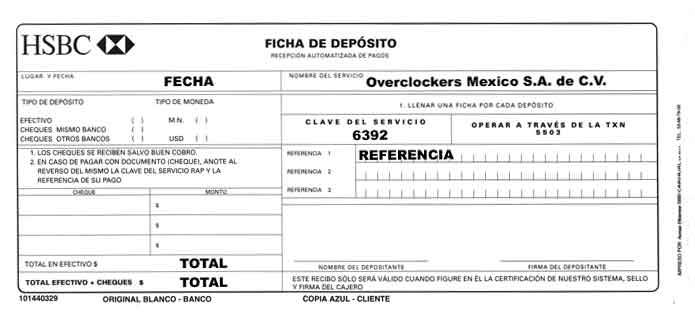 HSBC
FICHA DE DEPÓSITO
RECEPCIÓN AUTOMATIZADA DE PAGOS
LUGAR Y FECHA
FECHA
NOMBRE DEL SERVICIO
Overclockers Mexico S.A. de C.V.
TIPO DE DEPÓSITO TIPO DE MONEDA
EFECTIVO ( ) M.N. ( )
CHEQUES MISMO BANCO ( )
CHEQUES OTROS BANCOS ( ) USD ( )
1. LLENAR UNA FICHA POR CADA DEPÓSITO
CLAVE DEL SERVICIO
6392
OPERAR A TRAVÉS DE LA TXN
5503
1. LOS CHEQUES SE RECIBEN SALVO BUEN COBRO.
2. EN CASO DE PAGAR CON DOCUMENTO (CHEQUE), ANOTE AL
REVERSO DEL MISMO LA CLAVE DEL SERVICIO RAP Y LA
REFERENCIA DE SU PAGO
REFERENCIA 1 REFERENCIA
REFERENCIA 2
REFERENCIA 3
CHEQUE MONTO
$
$
$
TOTAL EN EFECTIVO $ TOTAL
TOTAL EFECTIVO + CHEQUES $ TOTAL
NOMBRE DEL DEPOSITANTE FIRMA DEL DEPOSITANTE
ESTE RECIBO SÓLO SERÁ VÁLIDO CUANDO FIGURE EN ÉL LA CERTIFICACIÓN DE NUESTRO SISTEMA, SELLO
Y FIRMA DEL CAJERO
101440329 ORIGINAL BLANCO - BANCO COPIA AZUL - CLIENTE
IMPRESO POR